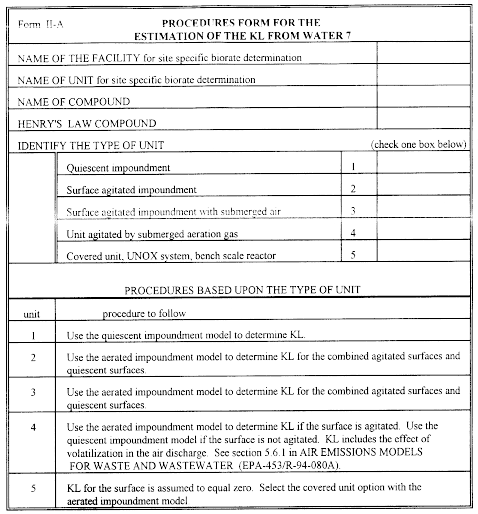 Form II-A
PROCEDURES FORM FOR THE
ESTIMATION OF THE KL FROM WATER 7
NAME OF THE FACILITY for site specific biorate determination
NAME OF UNIT for site specific biorate determination
NAME OF COMPOUND
HENRY'S LAW COMPOUND
IDENTIFY THE TYPE OF UNIT (check one box below)
Quiescent impoundment 1
Surface agitated impoundment 2
Surface agitated impoundment with submerged air 3
Unit agitated by submerged aeration gas 4
Covered unit, UNOX system, bench scale reactor 5
PROCEDURES BASED UPON THE TYPE OF UNIT
unit procedure to follow
1 Use the quiescent impoundment model to determine KL.
2 Use the aerated impoundment model to determine KL for the combined agitated surfaces and
quiescent surfaces.
3 Use the aerated impoundment model to determine KL for the combined agitated surfaces and
quiescent surfaces.
4 Use the aerated impoundment model to determine KL if the surface is agitated. Use the
quiescent impoundment model if the surface is not agitated. KL includes the effect of
volatilization in the air discharge. See section 5.6.1 in AIR EMISSIONS MODELS
FOR WASTE AND WASTEWATER (EPA-453/R-94-080A).
5 KL for the surface is assumed to equal zero. Select the covered unit option with the
aerated impoundment model